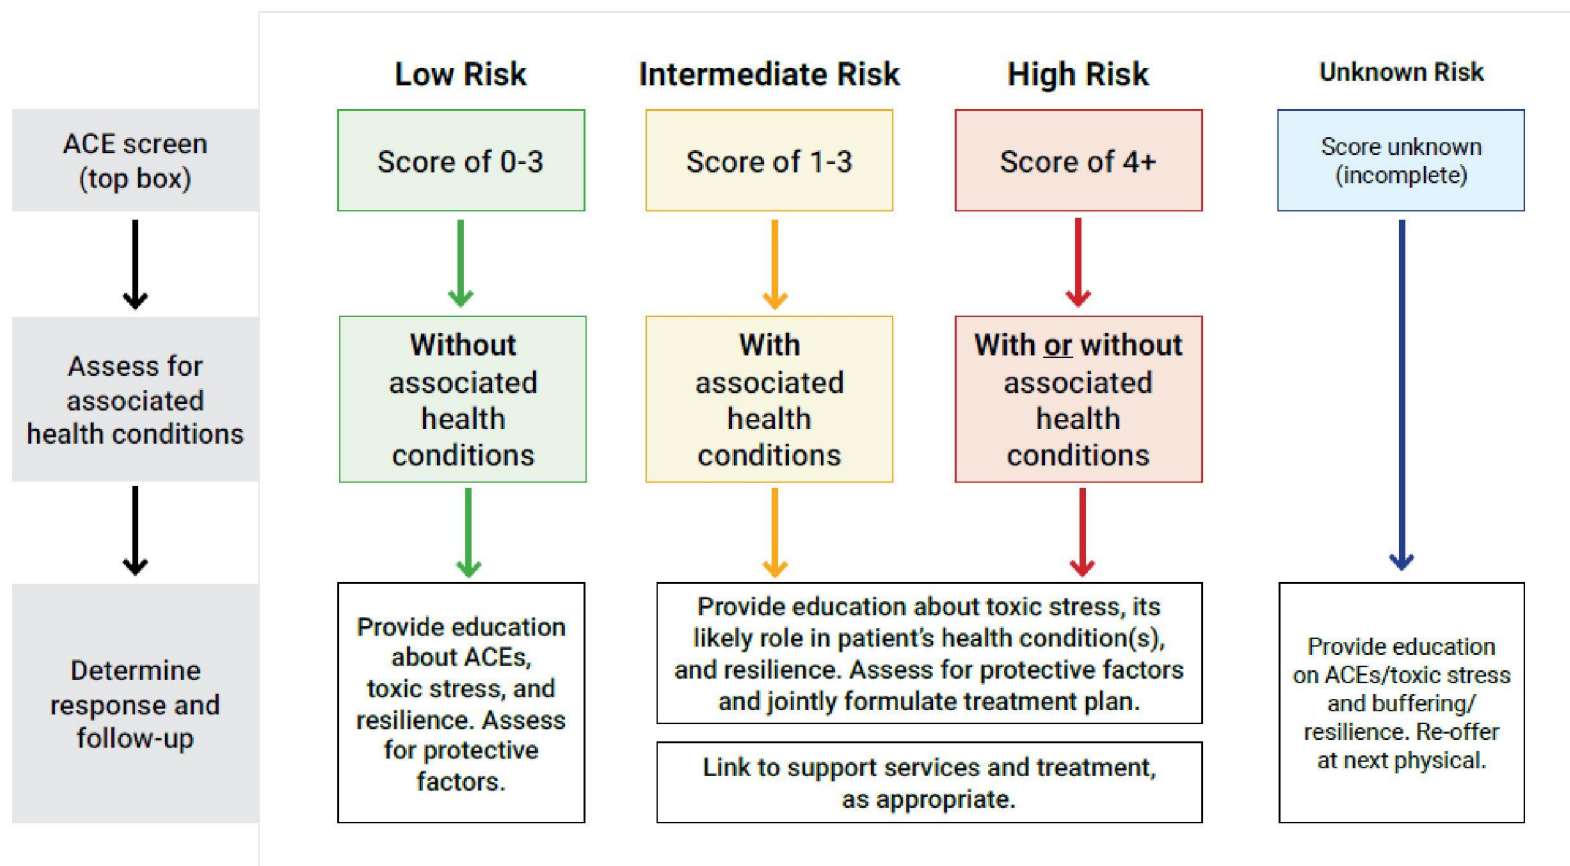 Low Risk
Intermediate Risk
High Risk
Unknown Risk
ACE screen
(top box)
Score of 0-3
Score of 1-3
Score of 4+
Score unknown
(incomplete)
Assess for
associated
health conditions
Without
associated
health
conditions
With
associated
health
conditions
With or without
associated
health
conditions
Determine
response and
follow-up
Provide education
about ACEs,
toxic stress, and
resilience. Assess
for protective
factors.
Provide education about toxic stress, its
likely role in patient’s health condition(s),
and resilience. Assess for protective factors
and jointly formulate treatment plan.
Link to support services and treatment,
as appropriate.
Provide education
on ACEs/toxic stress
and buffering/
resilience. Re-offer
at next physical.